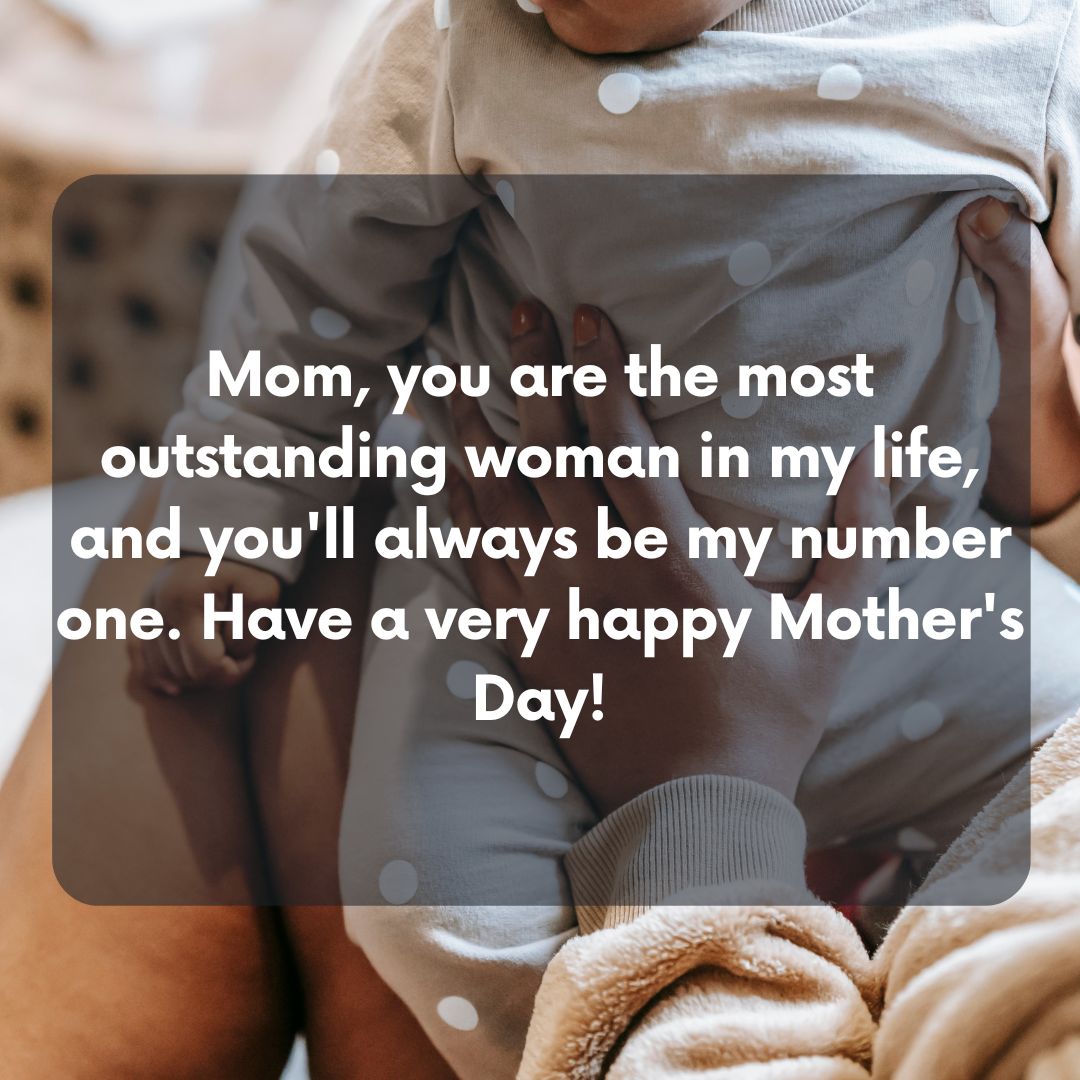 Mom, you are the most
outstanding woman in my life,
and you'll always be my number
one. Have a very happy Mother's
Day!